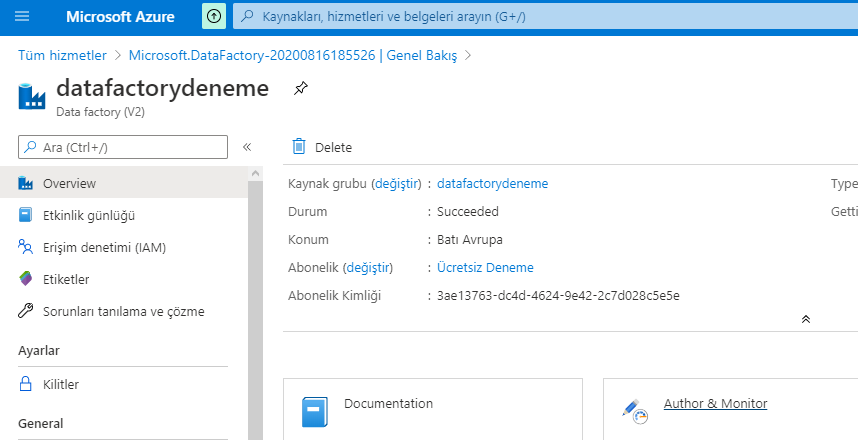 Microsoft Azure
Kaynakları, hizmetleri ve belgeleri arayın (G+/)
Tüm hizmetler > Microsoft.DataFactory-20200816185526 | Genel Bakış >
datafactorydeneme
Data factory (V2)
Ara (Ctrl+/)
«
Delete
Overview
Etkinlik günlüğü
Erişim denetimi (IAM)
Etiketler
Sorunları tanılama ve çözme
Ayarlar
Kilitler
General
Kaynak grubu (değiştir) : datafactorydeneme
Durum : Succeeded
Konum : Batı Avrupa
Abonelik (değiştir) : Ücretsiz Deneme
Abonelik Kimliği : 3ae13763-dc4d-4624-9e42-2c7d028c5e5e
Type
Getti
Documentation
Author & Monitor